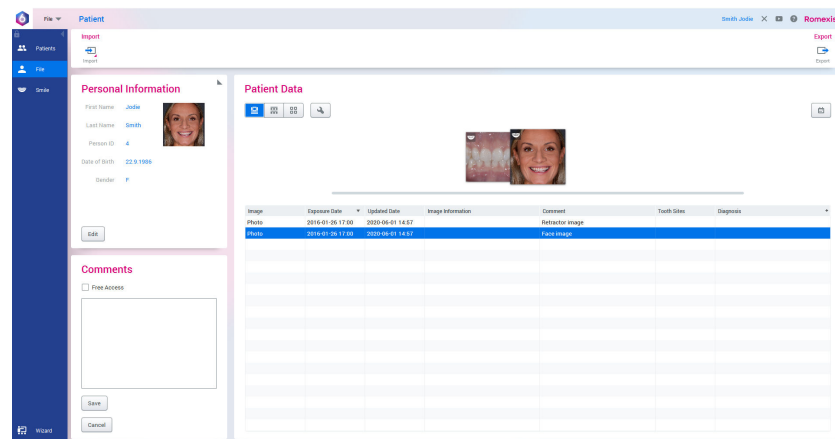 File
Patient
Smith Jodie
Romexis
Patients
File
Smile
Wizard
Import
Import
Export
Export
Personal Information
First Name Jodie
Last Name Smith
Person ID 4
Date of Birth 22.9.1986
Gender F
Edit
Comments
Free Access
Save
Cancel
Patient Data
Image Exposure Date Updated Date Image Information Comment Tooth Sites Diagnosis
Photo 2016-01-26 17:00 2020-06-01 14:57 Retractor image
Photo 2016-01-26 17:00 2020-06-01 14:57 Face image